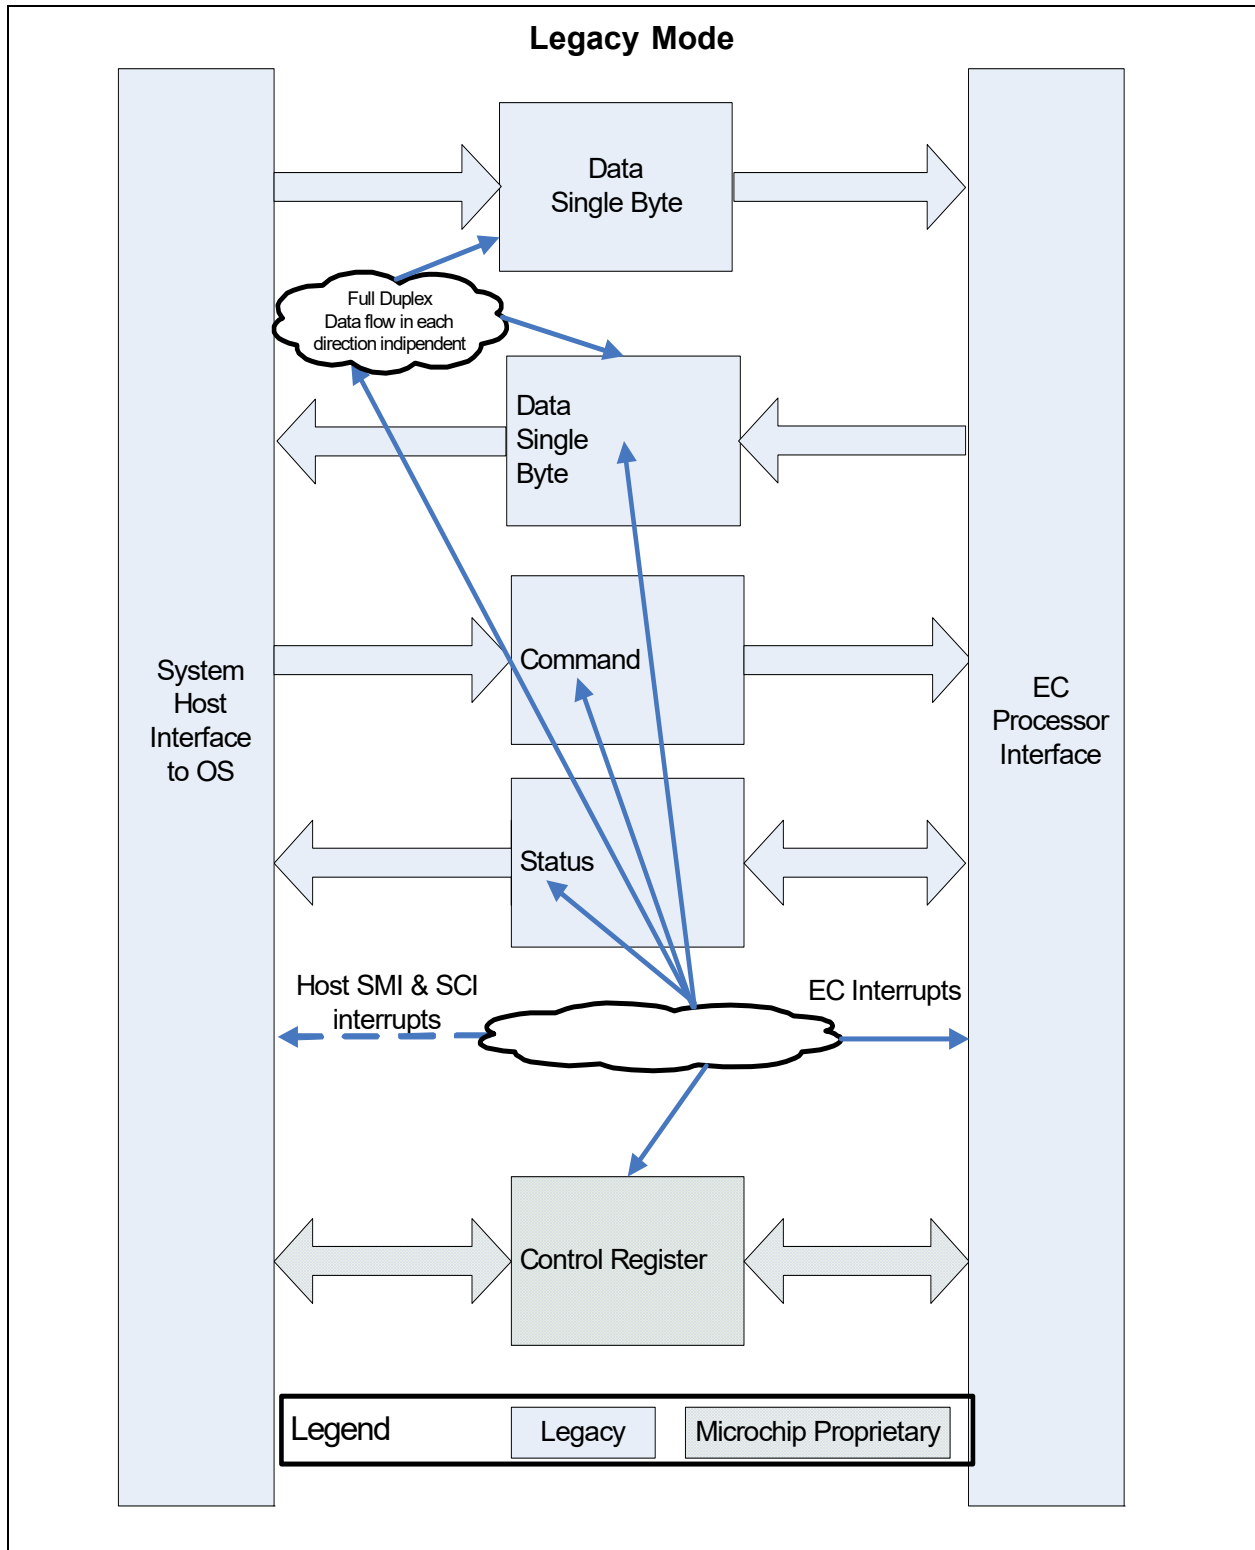 Legacy Mode
Data
Single Byte
Full Duplex
Data flow in each
direction indipendent
Data
Single
Byte
System
Host
Interface
to OS
Command
EC
Processor
Interface
Status
Host SMI & SCI
interrupts
EC Interrupts
Control Register
Legend
Legacy
Microchip Proprietary